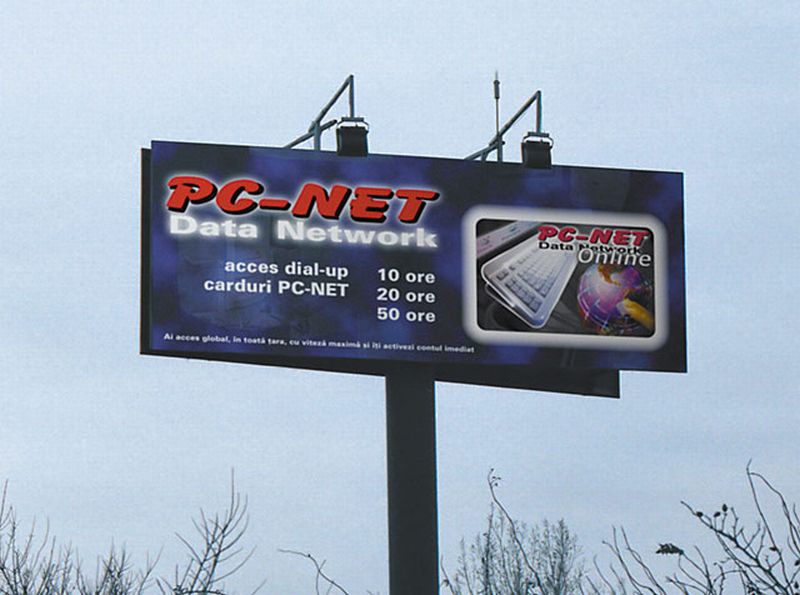 PC-NET
Data Network
acces dial-up
carduri PC-NET
10 ore
20 ore
50 ore
Ai acces global, în toată țara, cu viteză maximă și îți activezi contul imediat
PC-NET
Data Network
Online